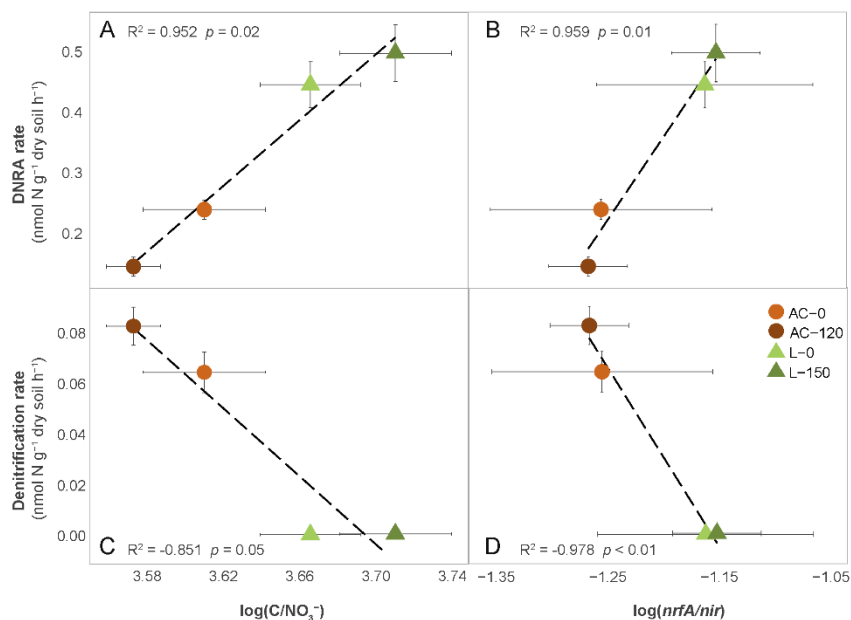 A R² = 0.952 p = 0.02
B R² = 0.959 p = 0.01
0.5
0.4
0.3
0.2
DNRA rate
(nmol N g⁻¹ dry soil h⁻¹)
0.08
0.06
0.04
0.02
0.00
Denitrification rate
(nmol N g⁻¹ dry soil h⁻¹)
AC−0
AC−120
L−0
L−150
C R² = -0.851 p = 0.05
D R² = -0.978 p < 0.01
3.58 3.62 3.66 3.70 3.74
−1.35 −1.25 −1.15 −1.05
log(C/NO₃⁻)
log(nrfA/nir)